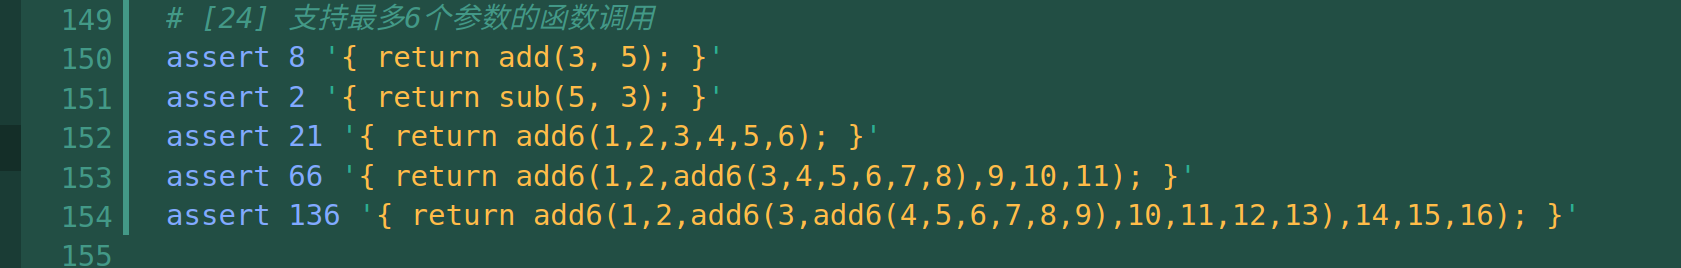 149 # [24] 支持最多6个参数的函数调用
150 assert 8 '{ return add(3, 5); }'
151 assert 2 '{ return sub(5, 3); }'
152 assert 21 '{ return add6(1,2,3,4,5,6); }'
153 assert 66 '{ return add6(1,2,add6(3,4,5,6,7,8),9,10,11); }'
154 assert 136 '{ return add6(1,2,add6(3,add6(4,5,6,7,8,9),10,11,12,13),14,15,16); }'
155